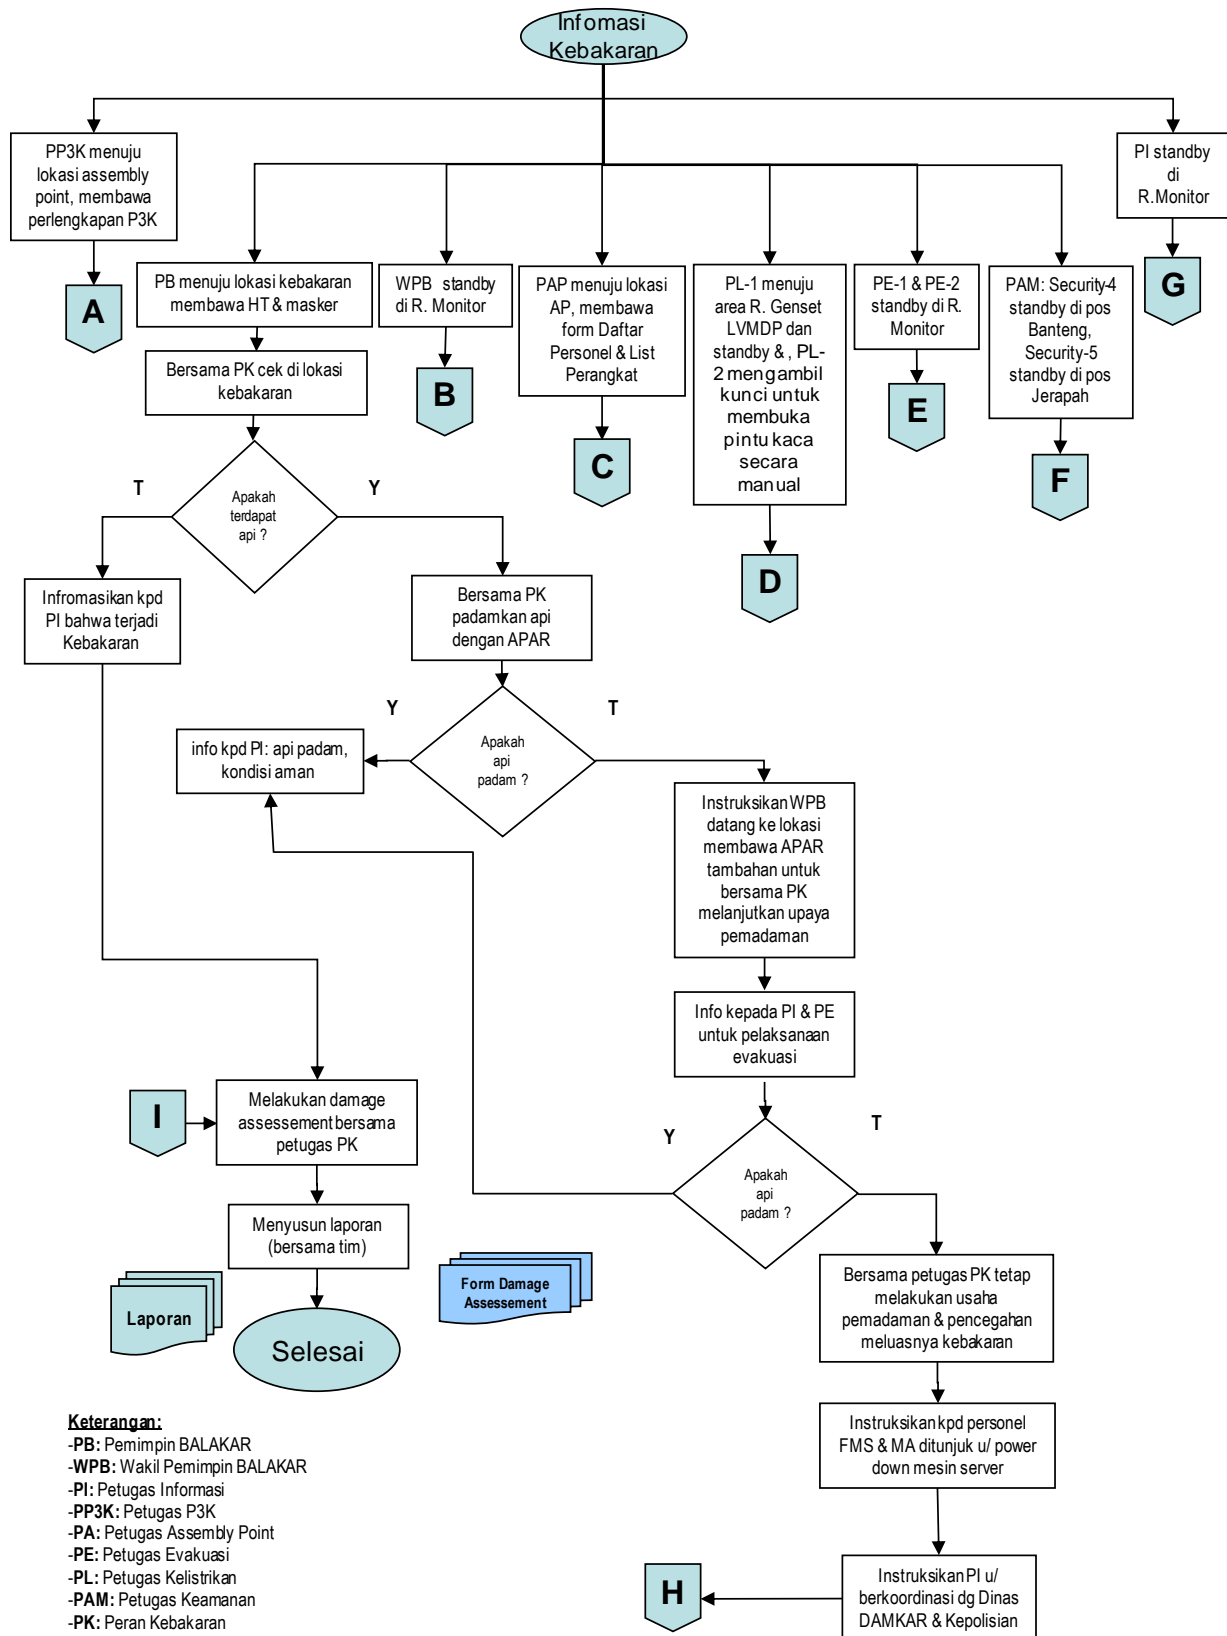 Infomasi
Kebakaran
PP3K menuju
lokasi assembly
point, membawa
perlengkapan P3K
A
PB menuju lokasi kebakaran
membawa HT & masker
WPB standby
di R. Monitor
B
PAP menuju lokasi
AP, membawa
form Daftar
Personel & List
Perangkat
C
PL-1 menuju
area R. Genset
LVMDP dan
standby & , PL-
2 mengambil
kunci untuk
membuka
pintu kaca
secara
manual
D
PE-1 & PE-2
standby di R.
Monitor
E
PAM: Security-4
standby di pos
Banteng,
Security-5
standby di pos
Jerapah
F
PI standby
di
R.Monitor
G
Bersama PK cek di lokasi
kebakaran
T
Y
Apakah
terdapat
api ?
Infromasikan kpd
PI bahwa terjadi
Kebakaran
Bersama PK
padamkan api
dengan APAR
Y
T
Apakah
api
padam ?
info kpd PI: api padam,
kondisi aman
Instruksikan WPB
datang ke lokasi
membawa APAR
tambahan untuk
bersama PK
melanjutkan upaya
pemadaman
Info kepada PI & PE
untuk pelaksanaan
evakuasi
Y
T
Apakah
api
padam ?
I
Melakukan damage
assessement bersama
petugas PK
Menyusun laporan
(bersama tim)
Laporan
Form Damage
Assessement
Selesai
Bersama petugas PK tetap
melakukan usaha
pemadaman & pencegahan
meluasnya kebakaran
Instruksikan kpd personel
FMS & MA ditunjuk u/ power
down mesin server
Instruksikan PI u/
berkoordinasi dg Dinas
DAMKAR & Kepolisian
H
Keterangan:
-PB: Pemimpin BALAKAR
-WPB: Wakil Pemimpin BALAKAR
-PI: Petugas Informasi
-PP3K: Petugas P3K
-PA: Petugas Assembly Point
-PE: Petugas Evakuasi
-PL: Petugas Kelistrikan
-PAM: Petugas Keamanan
-PK: Peran Kebakaran